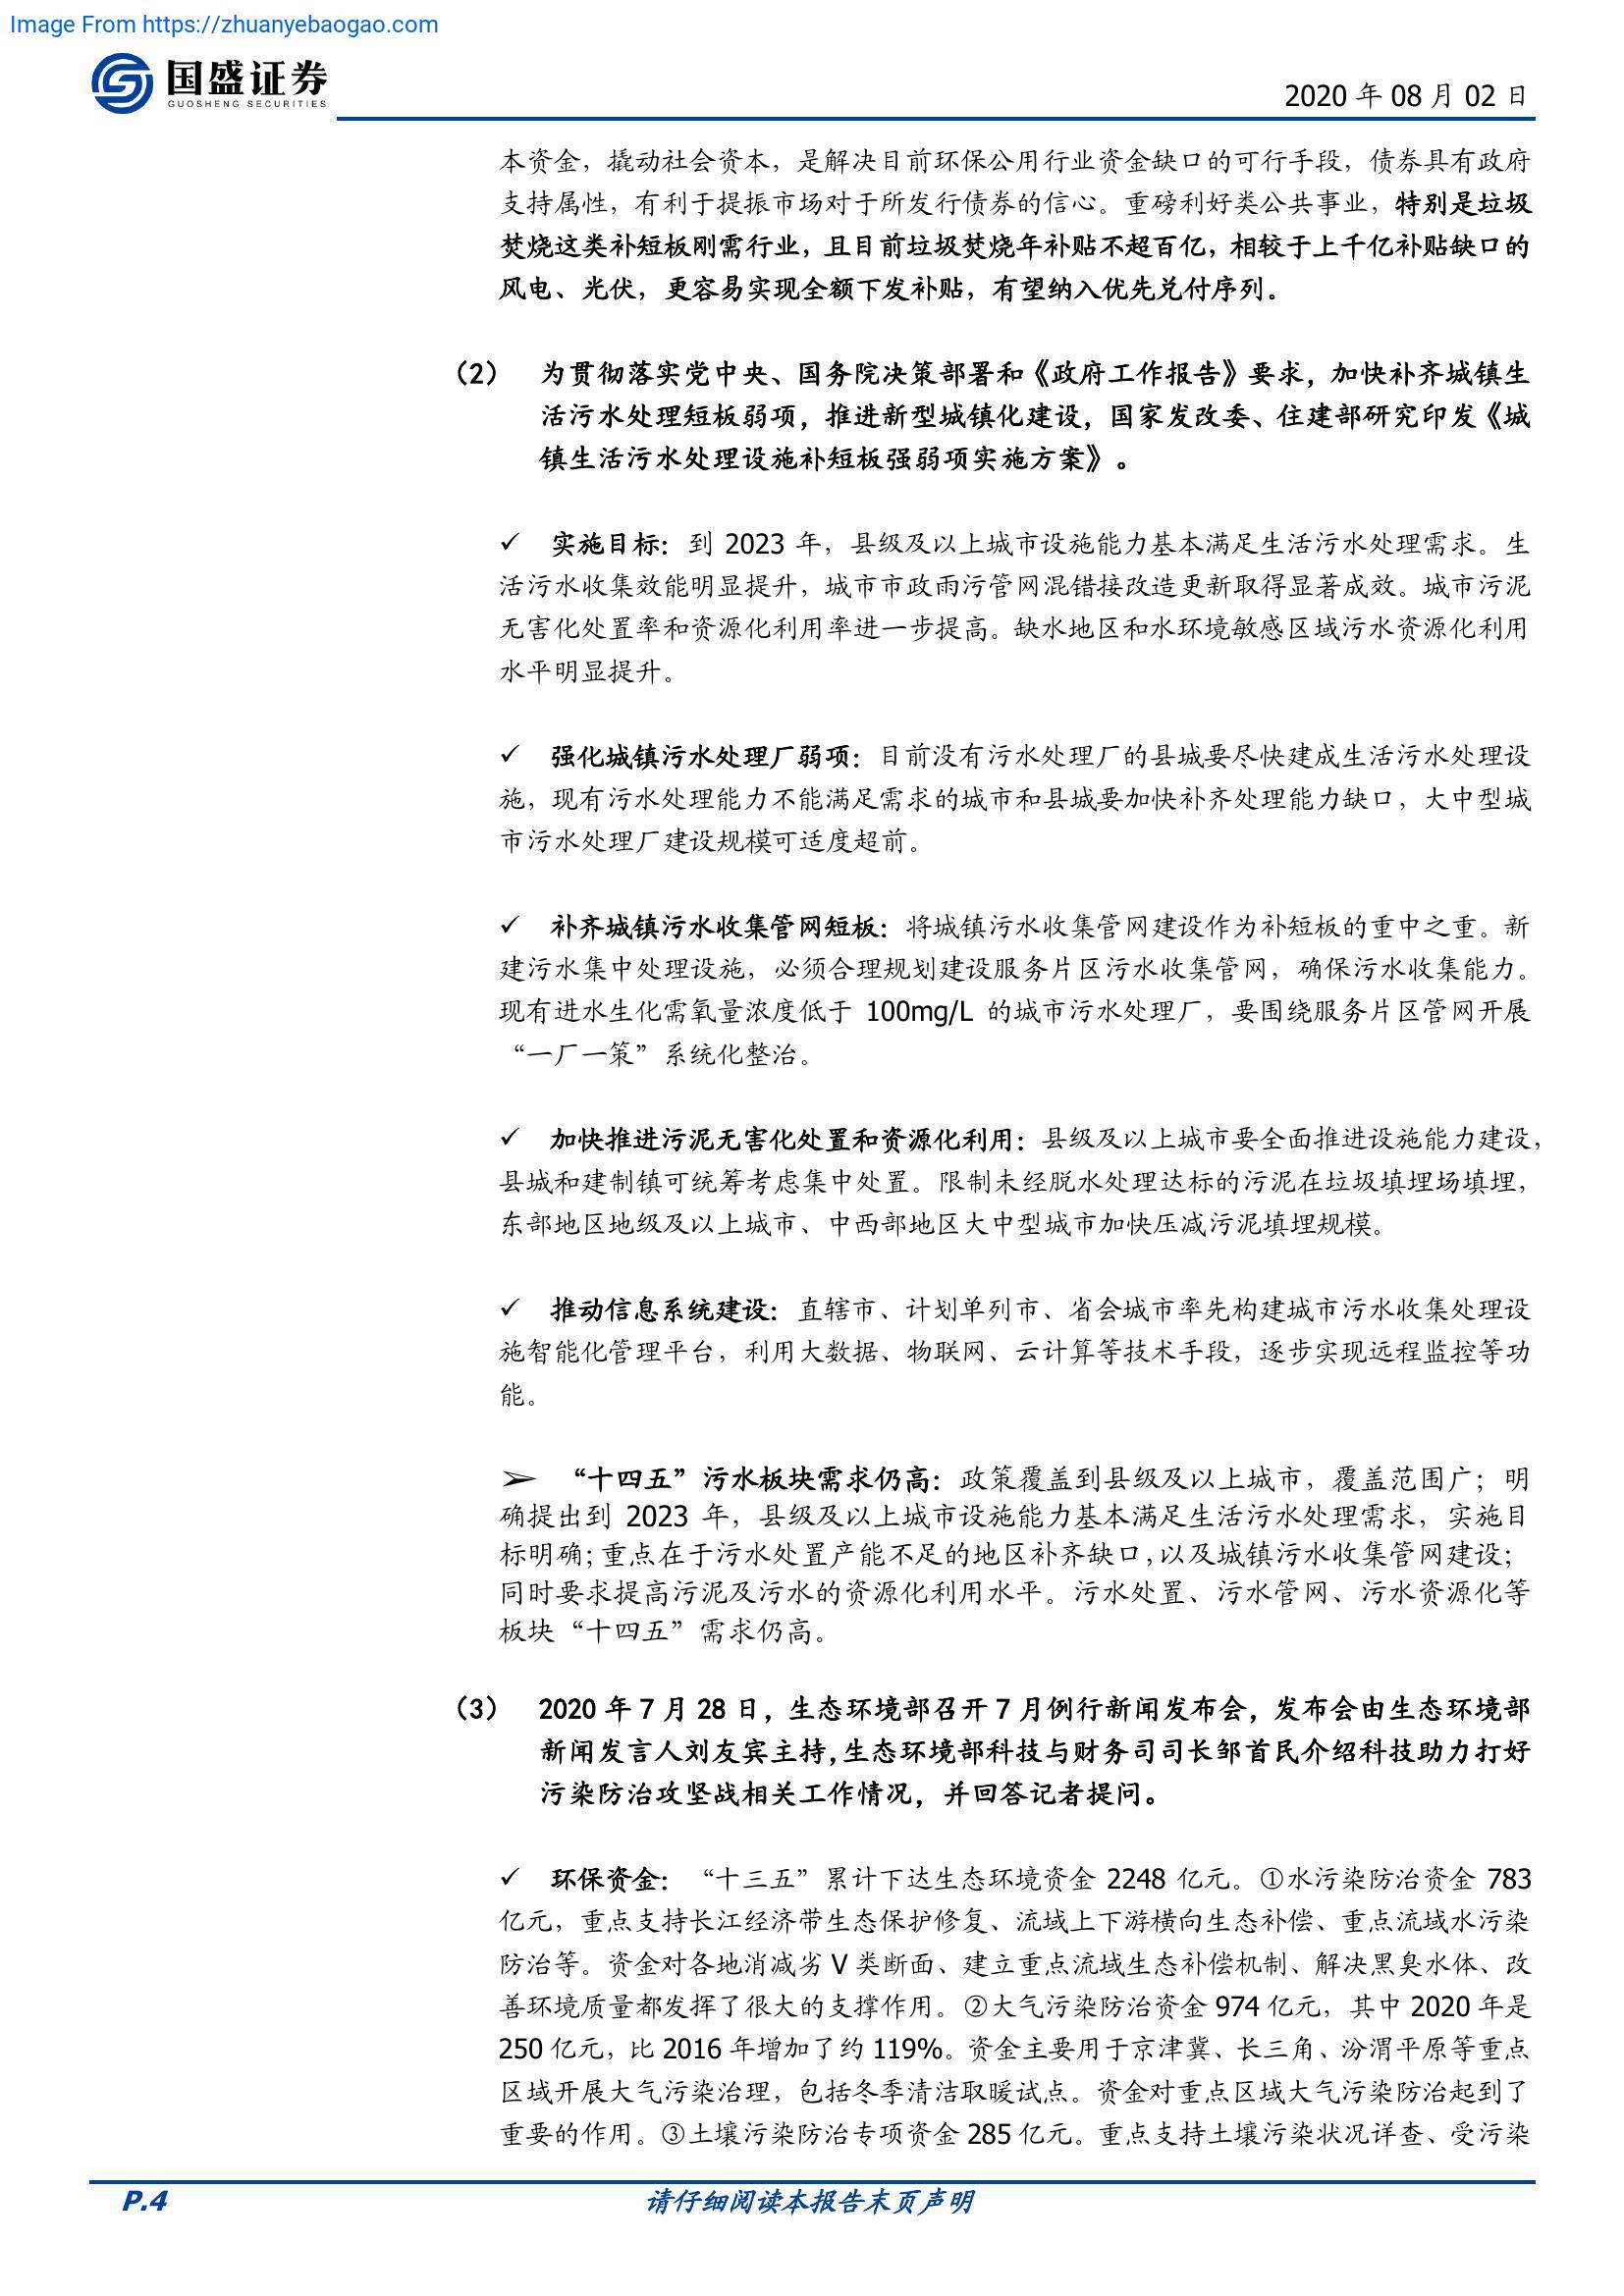 Image From https://zhuanyebaogao.com
国盛证券
GUOSHENG SECURITIES
2020 年 08 月 02 日
本资金，撬动社会资本，是解决目前环保公用行业资金缺口的可行手段，债券具有政府
支持属性，有利于提振市场对于所发行债券的信心。重磅利好类公共事业，特别是垃圾
焚烧这类补短板刚需行业，且目前垃圾焚烧年补贴不超百亿，相较于上千亿补贴缺口的
风电、光伏，更容易实现全额下发补贴，有望纳入优先兑付序列。
（2） 为贯彻落实党中央、国务院决策部署和《政府工作报告》要求，加快补齐城镇生
活污水处理短板弱项，推进新型城镇化建设，国家发改委、住建部研究印发《城
镇生活污水处理设施补短板强弱项实施方案》。
✓ 实施目标：到 2023 年，县级及以上城市设施能力基本满足生活污水处理需求。生
活污水收集效能明显提升，城市市政雨污管网混错接改造更新取得显著成效。城市污泥
无害化处置率和资源化利用率进一步提高。缺水地区和水环境敏感区域污水资源化利用
水平明显提升。
✓ 强化城镇污水处理厂弱项：目前没有污水处理厂的县城要尽快建成生活污水处理设
施，现有污水处理能力不能满足需求的城市和县城要加快补齐处理能力缺口，大中型城
市污水处理厂建设规模可适度超前。
✓ 补齐城镇污水收集管网短板：将城镇污水收集管网建设作为补短板的重中之重。新
建污水集中处理设施，必须合理规划建设服务片区污水收集管网，确保污水收集能力。
现有进水生化需氧量浓度低于 100mg/L 的城市污水处理厂，要围绕服务片区管网开展
“一厂一策”系统化整治。
✓ 加快推进污泥无害化处置和资源化利用：县级及以上城市要全面推进设施能力建设，
县城和建制镇可统筹考虑集中处置。限制未经脱水处理达标的污泥在垃圾填埋场填埋，
东部地区地级及以上城市、中西部地区大中型城市加快压减污泥填埋规模。
✓ 推动信息系统建设：直辖市、计划单列市、省会城市率先构建城市污水收集处理设
施智能化管理平台，利用大数据、物联网、云计算等技术手段，逐步实现远程监控等功
能。
➢ “十四五”污水板块需求仍高：政策覆盖到县级及以上城市，覆盖范围广；明
确提出到 2023 年，县级及以上城市设施能力基本满足生活污水处理需求，实施目
标明确；重点在于污水处置产能不足的地区补齐缺口，以及城镇污水收集管网建设；
同时要求提高污泥及污水的资源化利用水平。污水处置、污水管网、污水资源化等
板块“十四五”需求仍高。
（3） 2020 年 7 月 28 日，生态环境部召开 7 月例行新闻发布会，发布会由生态环境部
新闻发言人刘友宾主持，生态环境部科技与财务司司长邹首民介绍科技助力打好
污染防治攻坚战相关工作情况，并回答记者提问。
✓ 环保资金：“十三五”累计下达生态环境资金 2248 亿元。①水污染防治资金 783
亿元，重点支持长江经济带生态保护修复、流域上下游横向生态补偿、重点流域水污染
防治等。资金对各地消减劣 V 类断面、建立重点流域生态补偿机制、解决黑臭水体、改
善环境质量都发挥了很大的支撑作用。②大气污染防治资金 974 亿元，其中 2020 年是
250 亿元，比 2016 年增加了约 119%。资金主要用于京津冀、长三角、汾渭平原等重点
区域开展大气污染治理，包括冬季清洁取暖试点。资金对重点区域大气污染防治起到了
重要的作用。③土壤污染防治专项资金 285 亿元。重点支持土壤污染状况详查、受污染
P.4
请仔细阅读本报告末页声明